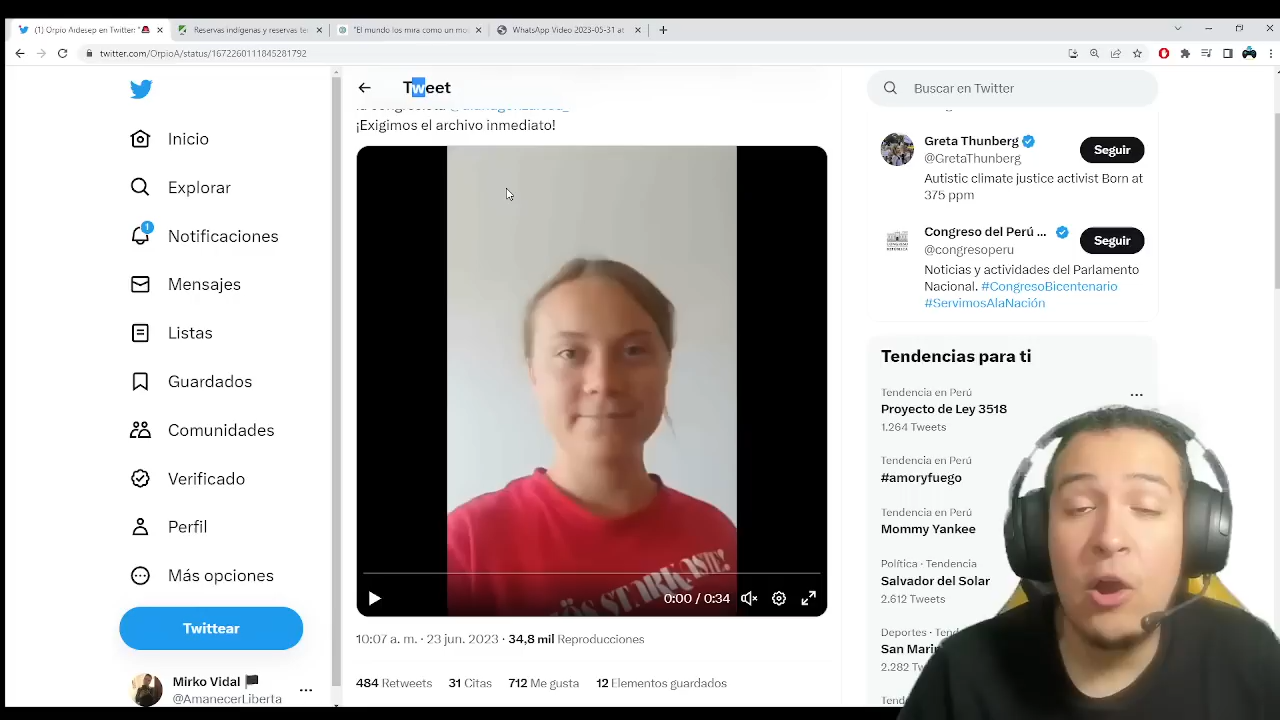 (1) Orpio Aidesep en Twitter: "
Reservas indígenas y reservas ter
"El mundo los mira como un mo
WhatsApp Video 2023-05-31 at
twitter.com/OrpioA/status/1672260111845281792
Tweet
¡Exigimos el archivo inmediato!
Inicio
Explorar
1
Notificaciones
Mensajes
Listas
Guardados
Comunidades
Verificado
Perfil
Más opciones
Twittear
Mirko Vidal
@AmanecerLiberta
0:00 / 0:34
10:07 a. m. · 23 jun. 2023 · 34,8 mil Reproducciones
484 Retweets 31 Citas 712 Me gusta 12 Elementos guardados
Buscar en Twitter
Greta Thunberg
@GretaThunberg
Seguir
Autistic climate justice activist Born at
375 ppm
Congreso del Perú ...
@congresoperu
Seguir
Noticias y actividades del Parlamento
Nacional. #CongresoBicentenario
#ServimosAlaNación
Tendencias para ti
Tendencia en Perú
Proyecto de Ley 3518
1.264 Tweets
Tendencia en Perú
#amoryfuego
Tendencia en Perú
Mommy Yankee
Política · Tendencia
Salvador del Solar
2.612 Tweets
Deportes · Tend
San Marin
2.282 Tw